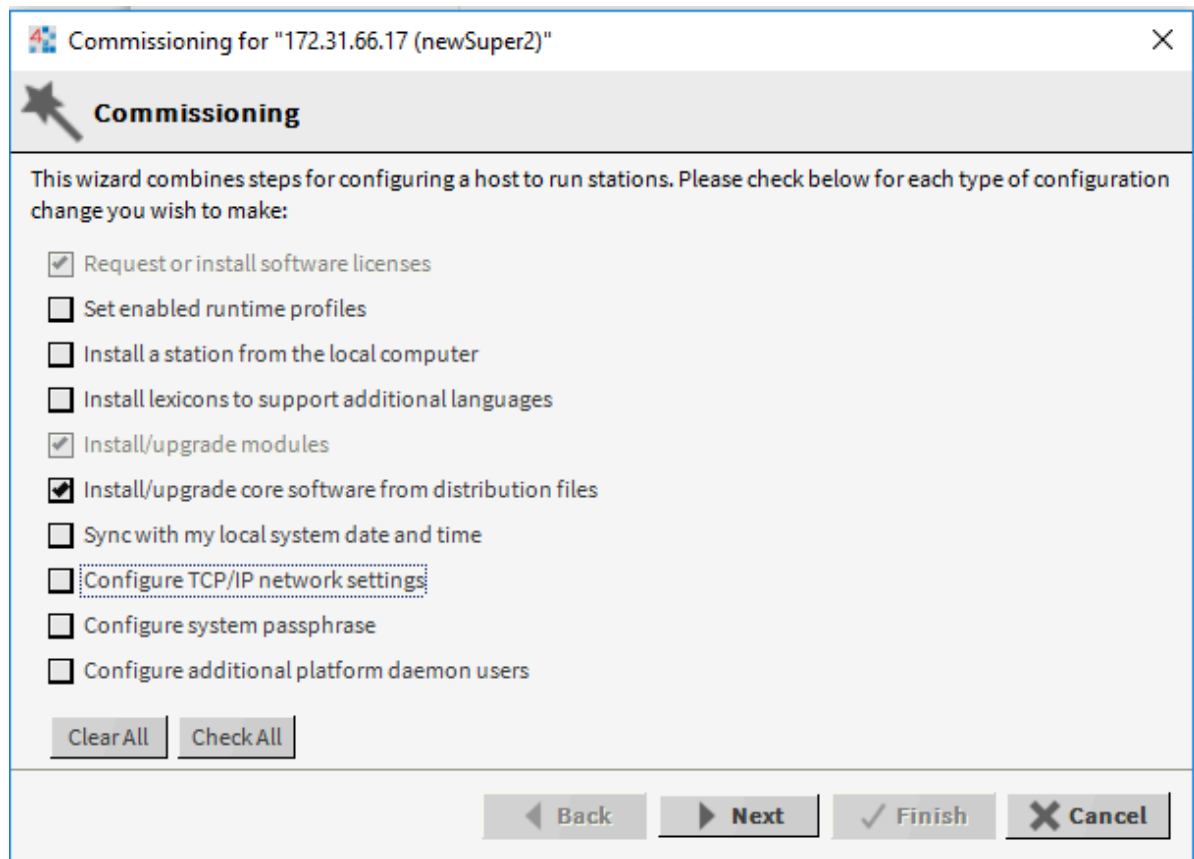 Commissioning for "172.31.66.17 (newSuper2)"
Commissioning
This wizard combines steps for configuring a host to run stations. Please check below for each type of configuration
change you wish to make:
Request or install software licenses
Set enabled runtime profiles
Install a station from the local computer
Install lexicons to support additional languages
Install/upgrade modules
Install/upgrade core software from distribution files
Sync with my local system date and time
Configure TCP/IP network settings
Configure system passphrase
Configure additional platform daemon users
Clear All Check All
Back Next Finish Cancel